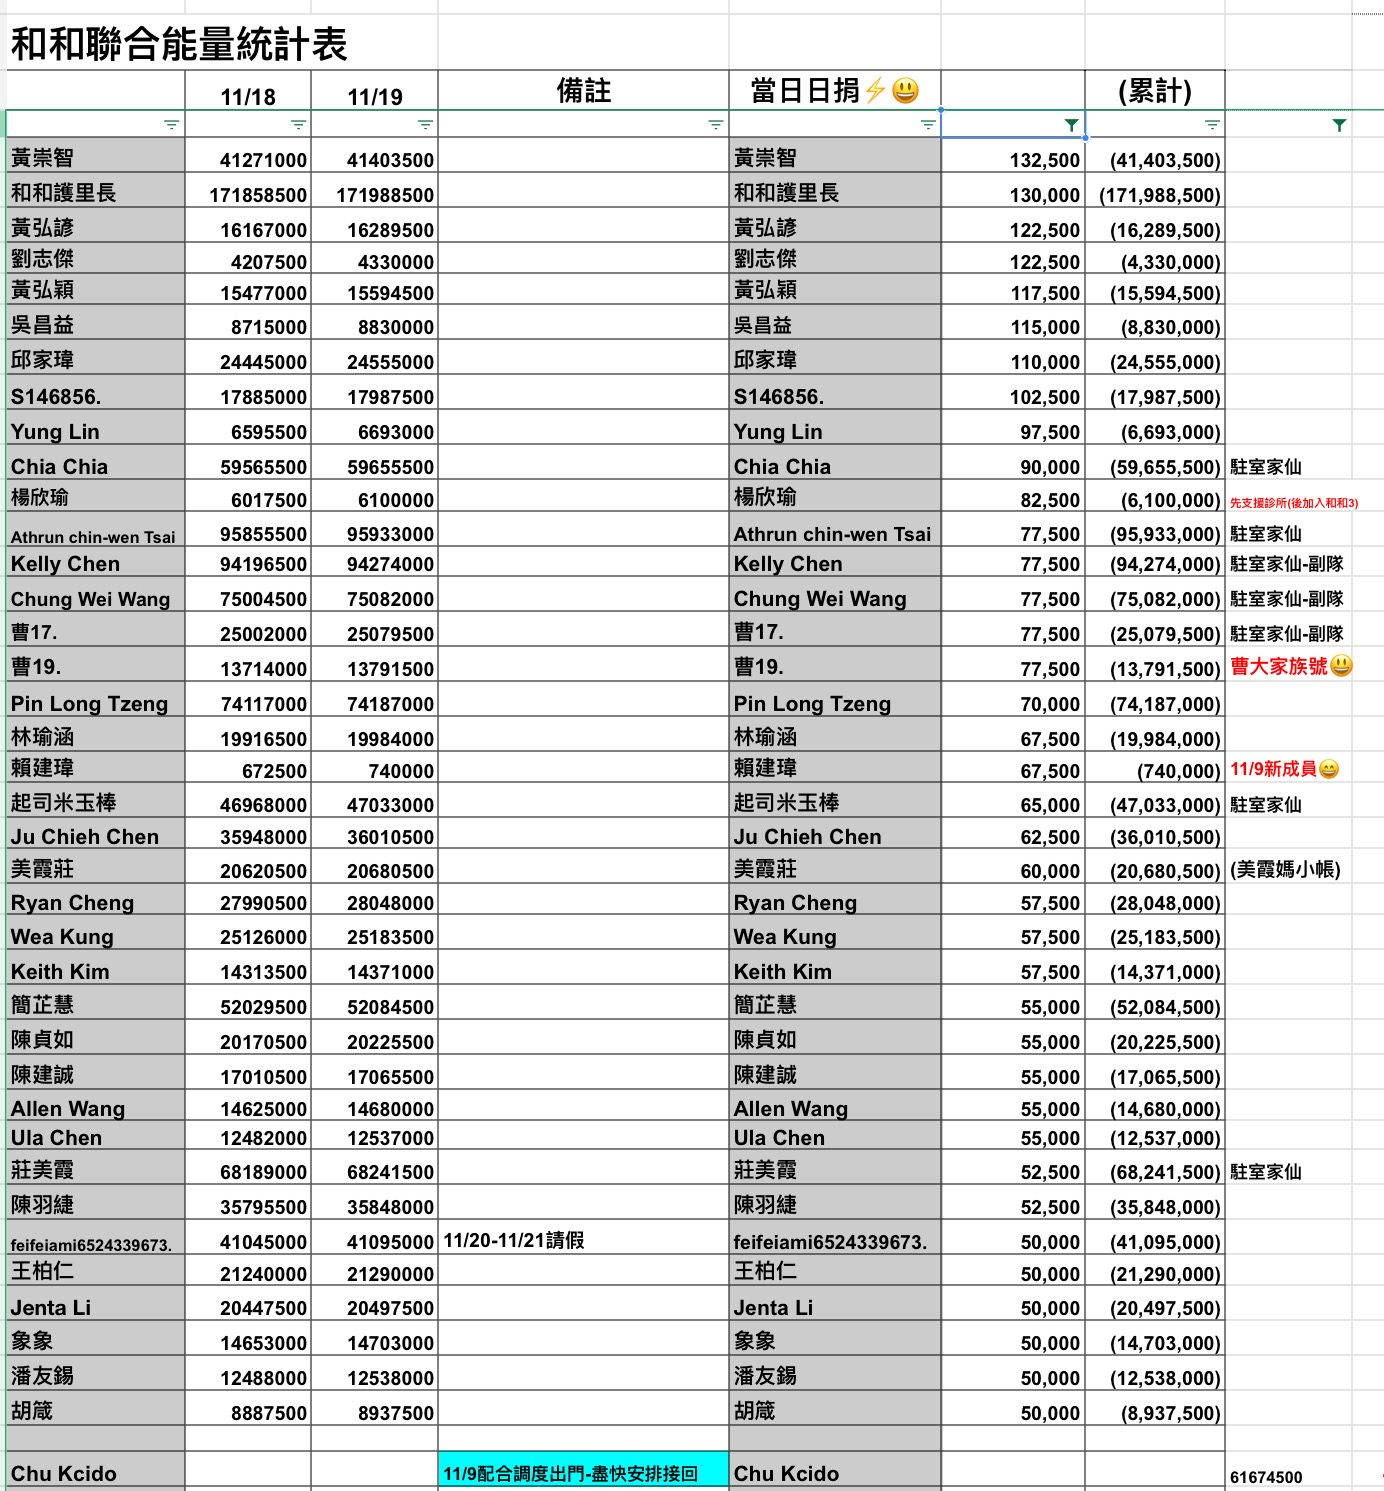 和和聯合能量統計表
11/18 11/19 備註 當日日捐⚡😃 (累計)
黃崇智 41271000 41403500 黃崇智 132,500 (41,403,500)
和和護里長 171858500 171988500 和和護里長 130,000 (171,988,500)
黃弘諺 16167000 16289500 黃弘諺 122,500 (16,289,500)
劉志傑 4207500 4330000 劉志傑 122,500 (4,330,000)
黃弘穎 15477000 15594500 黃弘穎 117,500 (15,594,500)
吳昌益 8715000 8830000 吳昌益 115,000 (8,830,000)
邱家瑋 24445000 24555000 邱家瑋 110,000 (24,555,000)
S146856. 17885000 17987500 S146856. 102,500 (17,987,500)
Yung Lin 6595500 6693000 Yung Lin 97,500 (6,693,000)
Chia Chia 59565500 59655500 Chia Chia 90,000 (59,655,500) 駐室家仙
楊欣瑜 6017500 6100000 楊欣瑜 82,500 (6,100,000) 先支援診所(後加入和和3)
Athrun chin-wen Tsai 95855500 95933000 Athrun chin-wen Tsai 77,500 (95,933,000) 駐室家仙
Kelly Chen 94196500 94274000 Kelly Chen 77,500 (94,274,000) 駐室家仙-副隊
Chung Wei Wang 75004500 75082000 Chung Wei Wang 77,500 (75,082,000) 駐室家仙-副隊
曹17. 25002000 25079500 曹17. 77,500 (25,079,500) 駐室家仙-副隊
曹19. 13714000 13791500 曹19. 77,500 (13,791,500) 曹大家族號😃
Pin Long Tzeng 74117000 74187000 Pin Long Tzeng 70,000 (74,187,000)
林瑜涵 19916500 19984000 林瑜涵 67,500 (19,984,000)
賴建瑋 672500 740000 賴建瑋 67,500 (740,000) 11/9新成員😄
起司米玉棒 46968000 47033000 起司米玉棒 65,000 (47,033,000) 駐室家仙
Ju Chieh Chen 35948000 36010500 Ju Chieh Chen 62,500 (36,010,500)
美霞莊 20620500 20680500 美霞莊 60,000 (20,680,500) (美霞媽小帳)
Ryan Cheng 27990500 28048000 Ryan Cheng 57,500 (28,048,000)
Wea Kung 25126000 25183500 Wea Kung 57,500 (25,183,500)
Keith Kim 14313500 14371000 Keith Kim 57,500 (14,371,000)
簡芷慧 52029500 52084500 簡芷慧 55,000 (52,084,500)
陳貞如 20170500 20225500 陳貞如 55,000 (20,225,500)
陳建誠 17010500 17065500 陳建誠 55,000 (17,065,500)
Allen Wang 14625000 14680000 Allen Wang 55,000 (14,680,000)
Ula Chen 12482000 12537000 Ula Chen 55,000 (12,537,000)
莊美霞 68189000 68241500 莊美霞 52,500 (68,241,500) 駐室家仙
陳羽緁 35795500 35848000 陳羽緁 52,500 (35,848,000)
feifeiami6524339673. 41045000 41095000 11/20-11/21請假 feifeiami6524339673. 50,000 (41,095,000)
王柏仁 21240000 21290000 王柏仁 50,000 (21,290,000)
Jenta Li 20447500 20497500 Jenta Li 50,000 (20,497,500)
象象 14653000 14703000 象象 50,000 (14,703,000)
潘友錫 12488000 12538000 潘友錫 50,000 (12,538,000)
胡箴 8887500 8937500 胡箴 50,000 (8,937,500)
Chu Kcido 11/9配合調度出門-盡快安排接回 Chu Kcido 61674500